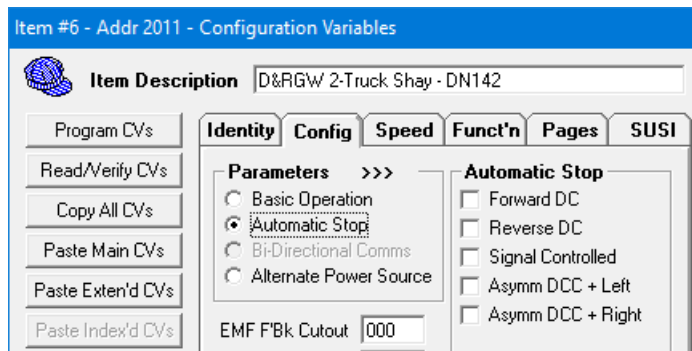 Item #6 - Addr 2011 - Configuration Variables
Item Description D&RGW 2-Truck Shay - DN142
Program CVs
Read/Verify CVs
Copy All CVs
Paste Main CVs
Paste Exten'd CVs
Paste Index'd CVs
Identity Config Speed Funct'n Pages SUSI
Parameters >>>
Basic Operation
Automatic Stop
Bi-Directional Comms
Alternate Power Source
EMF F'Bk Cutout 000
Automatic Stop
Forward DC
Reverse DC
Signal Controlled
Asymm DCC + Left
Asymm DCC + Right